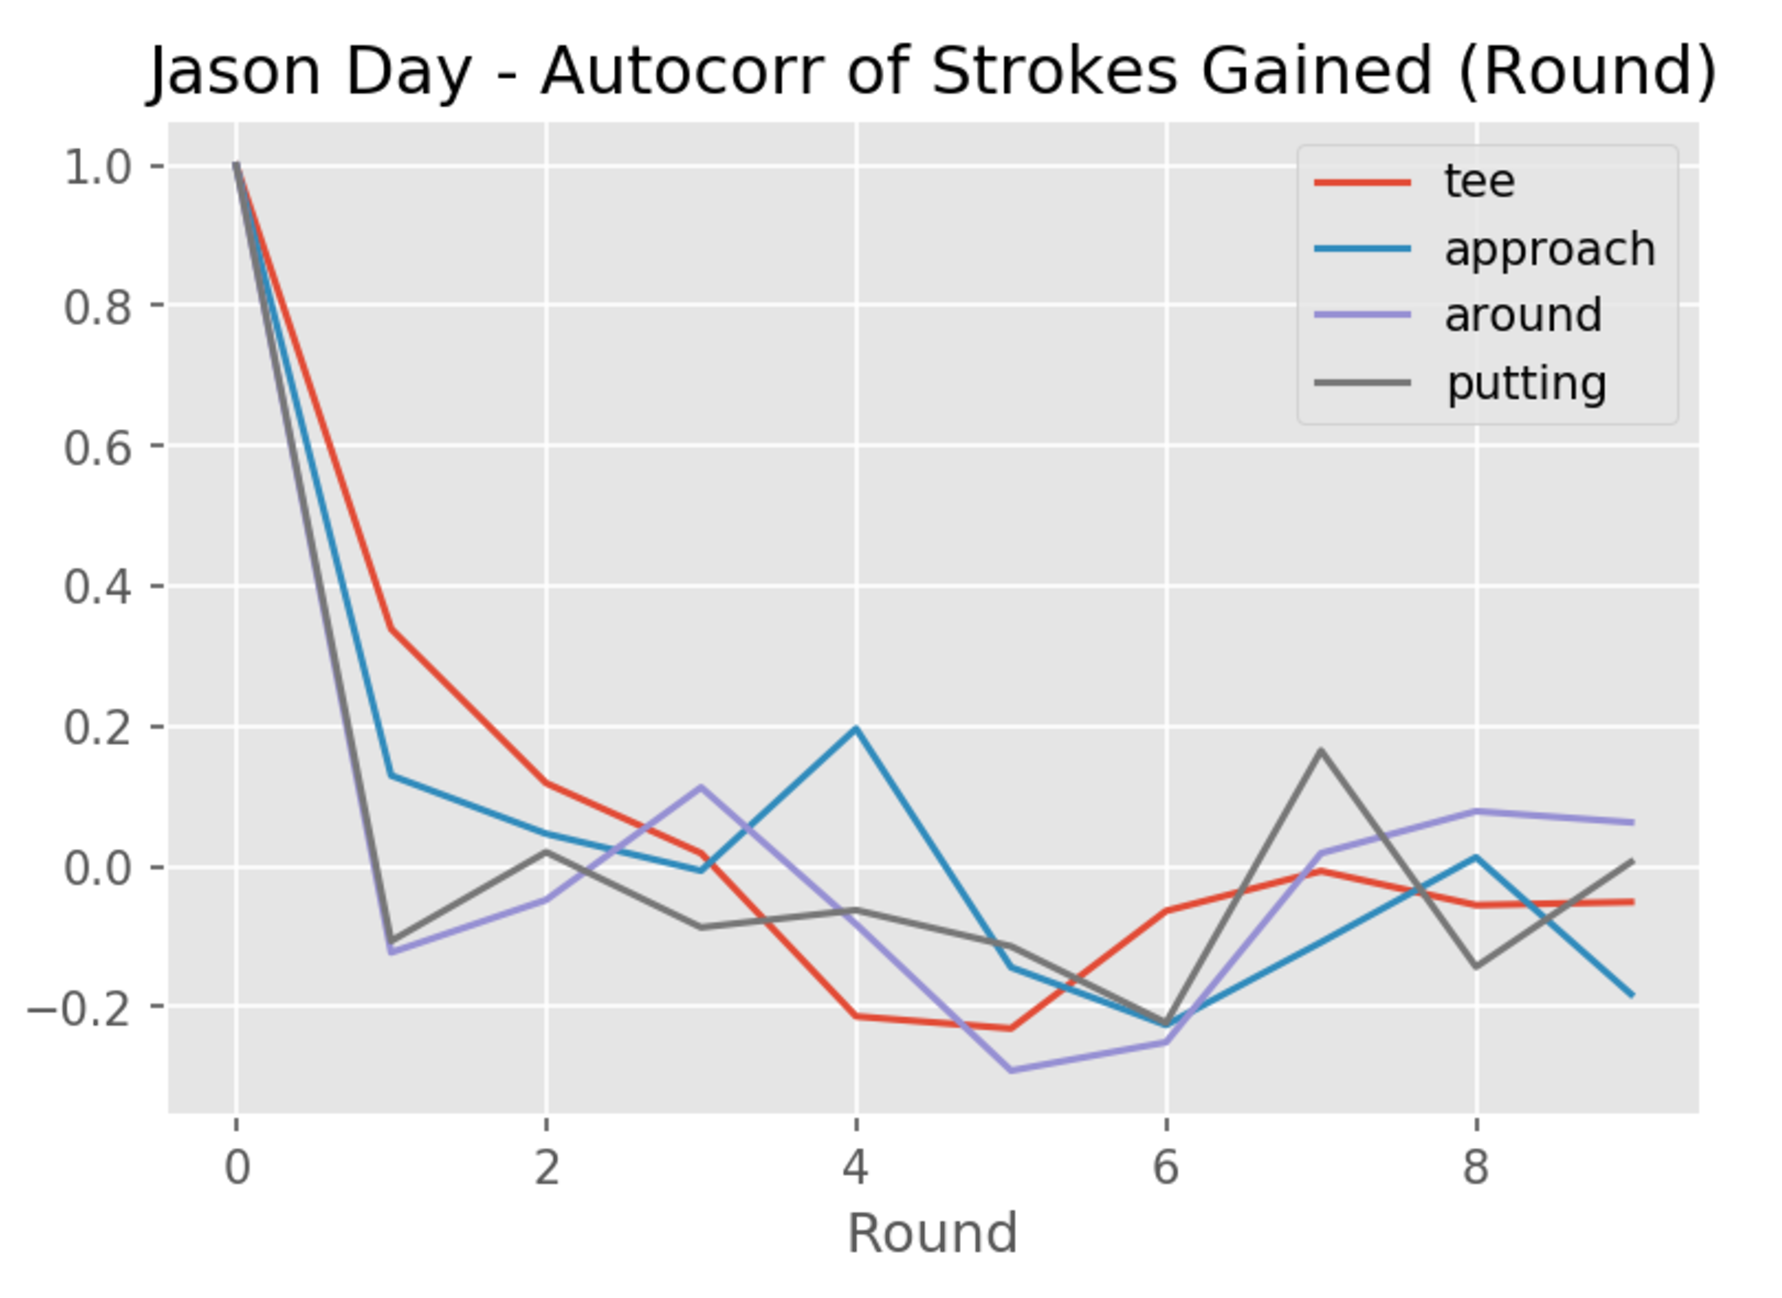 Jason Day - Autocorr of Strokes Gained (Round)
1.0
0.8
0.6
0.4
0.2
0.0
−0.2
tee
approach
around
putting
0 2 4 6 8
Round